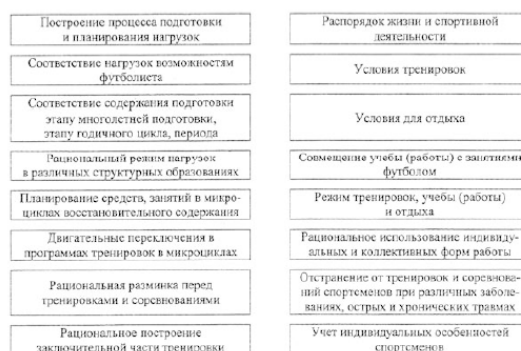 Построение процесса подготовки
и планирования нагрузок
Соответствие нагрузок возможностям
футболиста
Соответствие содержания подготовки
этапу многолетней подготовки,
этапу годичного цикла, периода
Рациональный режим нагрузок
в различных структурных образованиях
Планирование средств, занятий в микро-
циклах восстановительного содержания
Двигательные переключения в
программах тренировок в микроциклах
Рациональная разминка перед
тренировками и соревнованиями
Рациональное построение
заключительной части тренировки
Распорядок жизни и спортивной
деятельности
Условия тренировок
Условия для отдыха
Совмещение учебы (работы) с занятиями
футболом
Режим тренировок, учебы (работы)
и отдыха
Рациональное использование индивиду-
альных и коллективных форм работы
Отстранение от тренировок и соревнова-
ний спортсменов при различных заболе-
ваниях, острых и хронических травмах
Учет индивидуальных особенностей
спортсменов